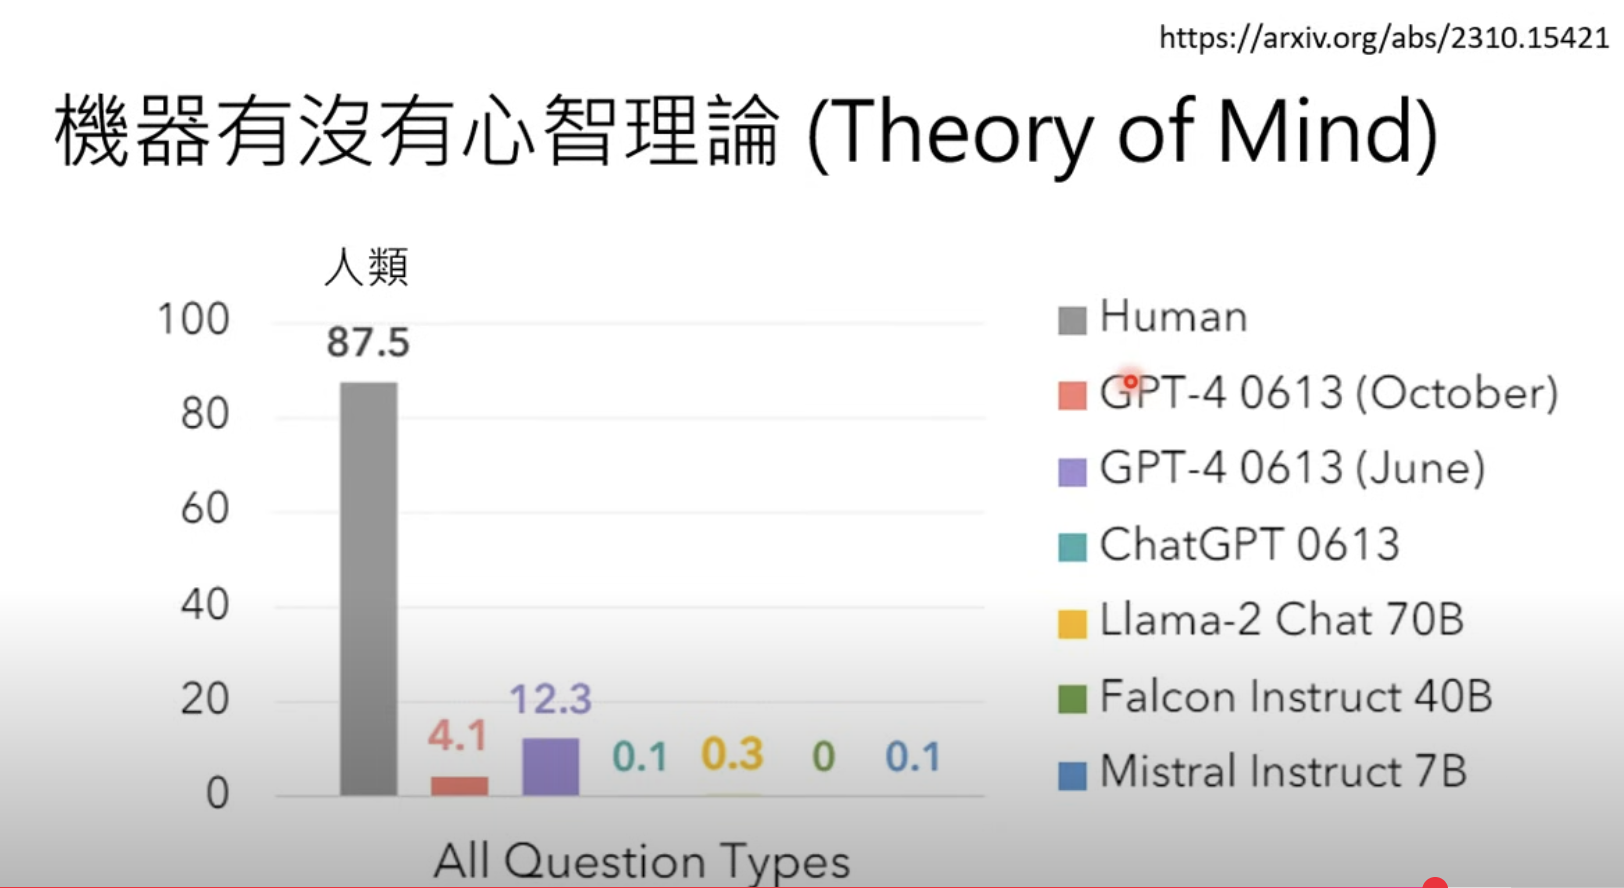 https://arxiv.org/abs/2310.15421
機器有沒有心智理論 (Theory of Mind)
人類
100
80
60
40
20
0
87.5
4.1
12.3
0.1
0.3
0
0.1
All Question Types
Human
GPT-4 0613 (October)
GPT-4 0613 (June)
ChatGPT 0613
Llama-2 Chat 70B
Falcon Instruct 40B
Mistral Instruct 7B